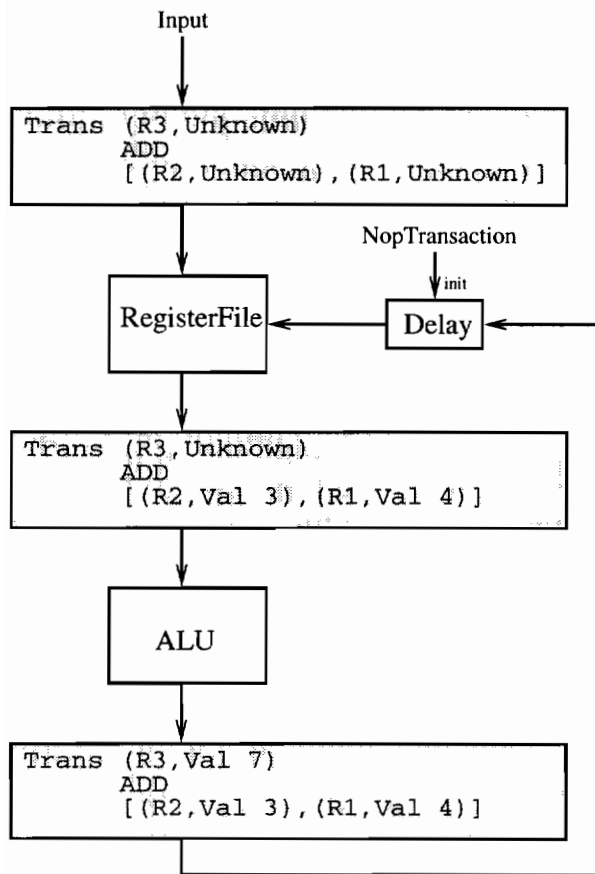 Input
Trans (R3,Unknown)
ADD
[(R2,Unknown),(R1,Unknown)]
NopTransaction
init
RegisterFile
Delay
Trans (R3,Unknown)
ADD
[(R2,Val 3),(R1,Val 4)]
ALU
Trans (R3,Val 7)
ADD
[(R2,Val 3),(R1,Val 4)]